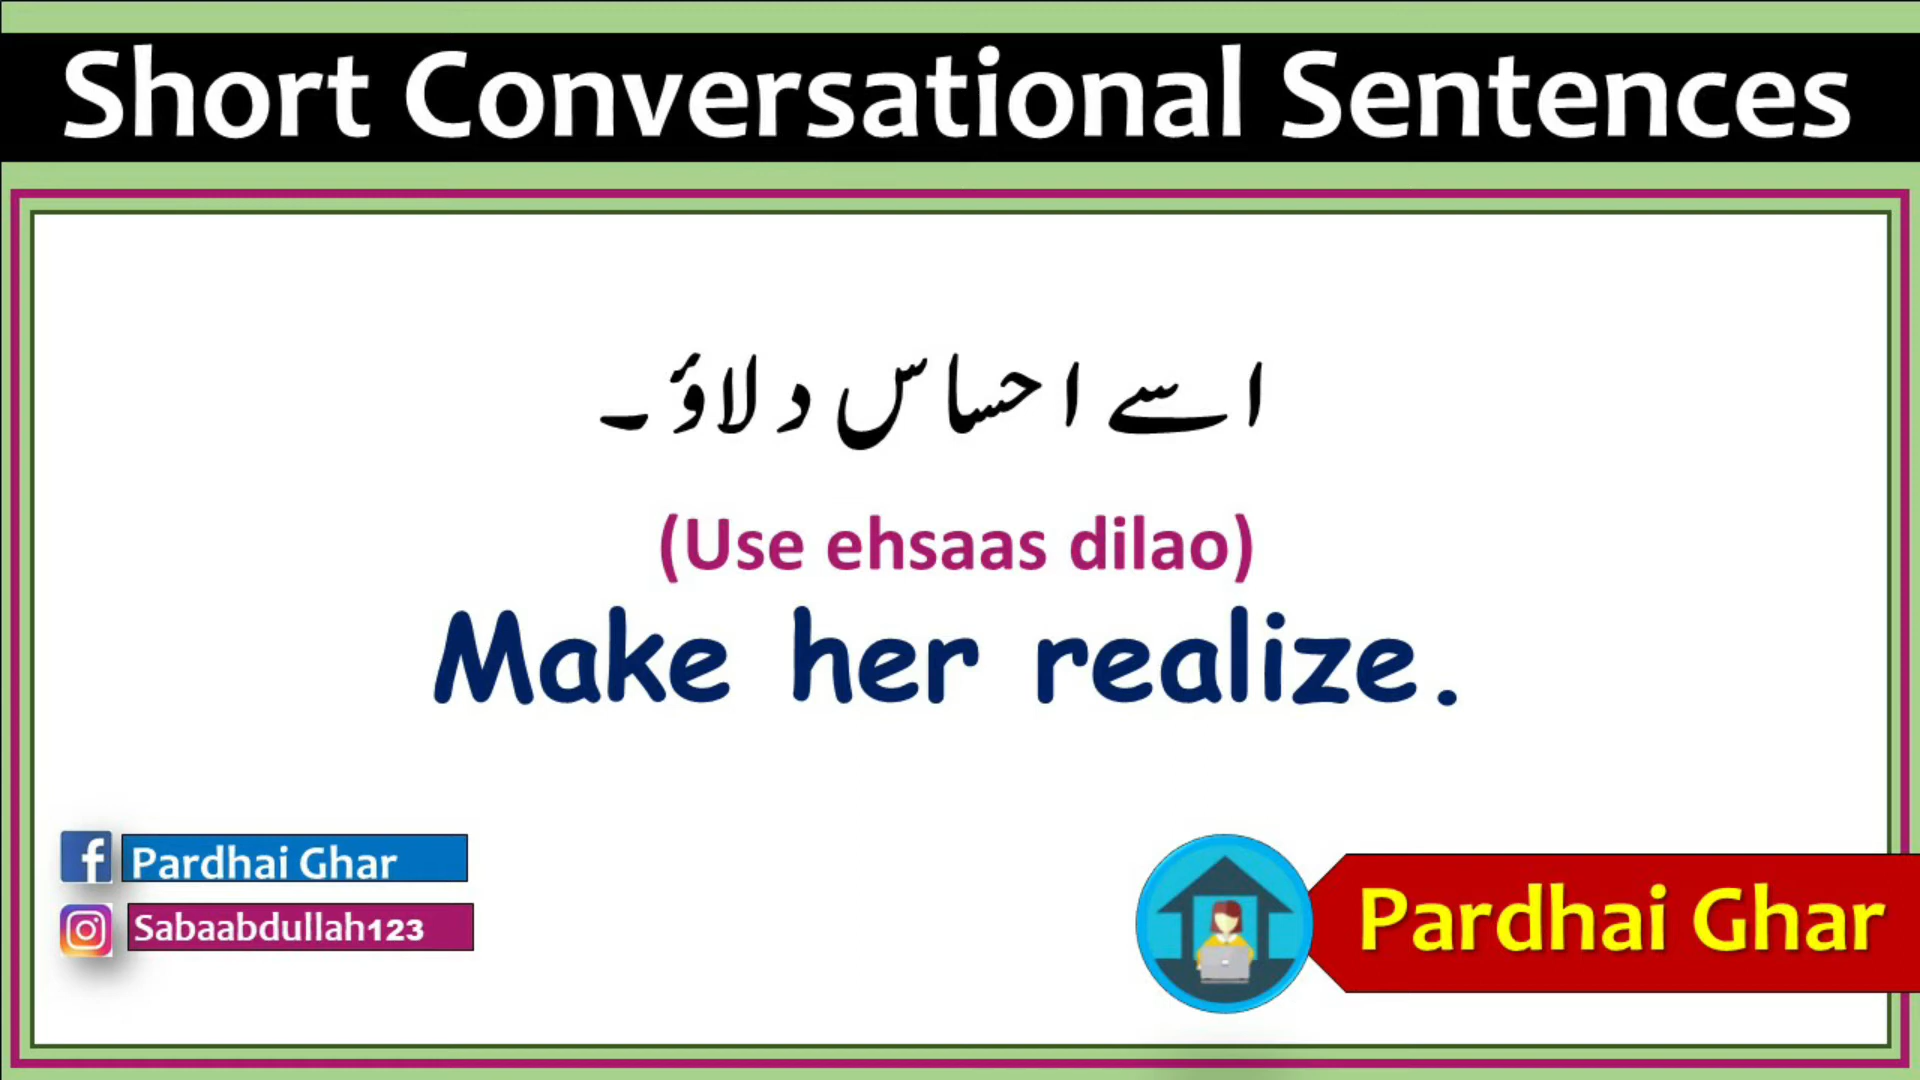 Short Conversational Sentences
اسے احساس دلاؤ۔
(Use ehsaas dilao)
Make her realize.
Pardhai Ghar
Sabaabdullah123
Pardhai Ghar